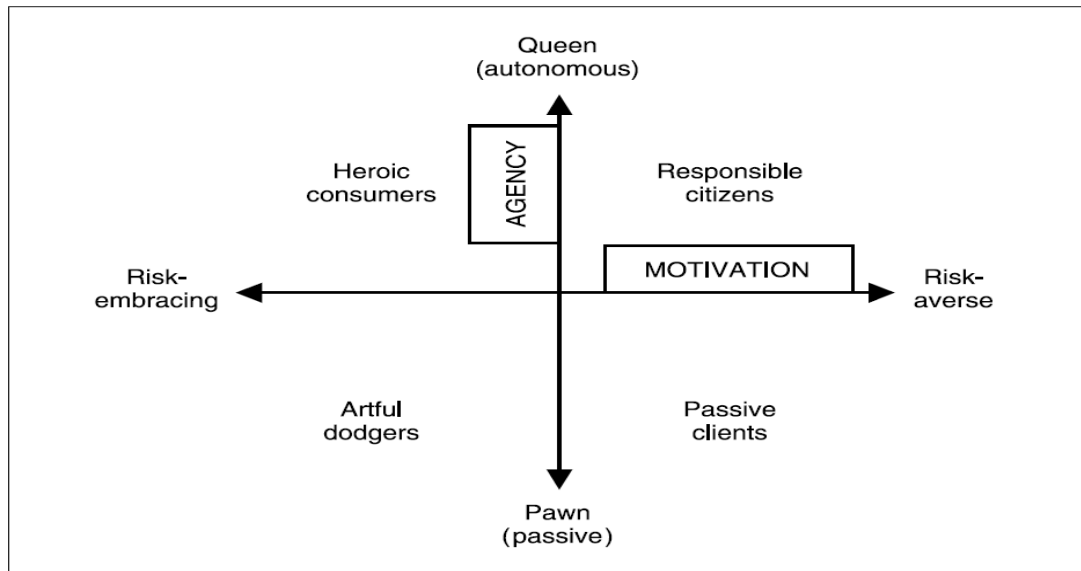 Queen
(autonomous)
Heroic
consumers
AGENCY
Responsible
citizens
MOTIVATION
Risk-
embracing
Risk-
averse
Artful
dodgers
Passive
clients
Pawn
(passive)